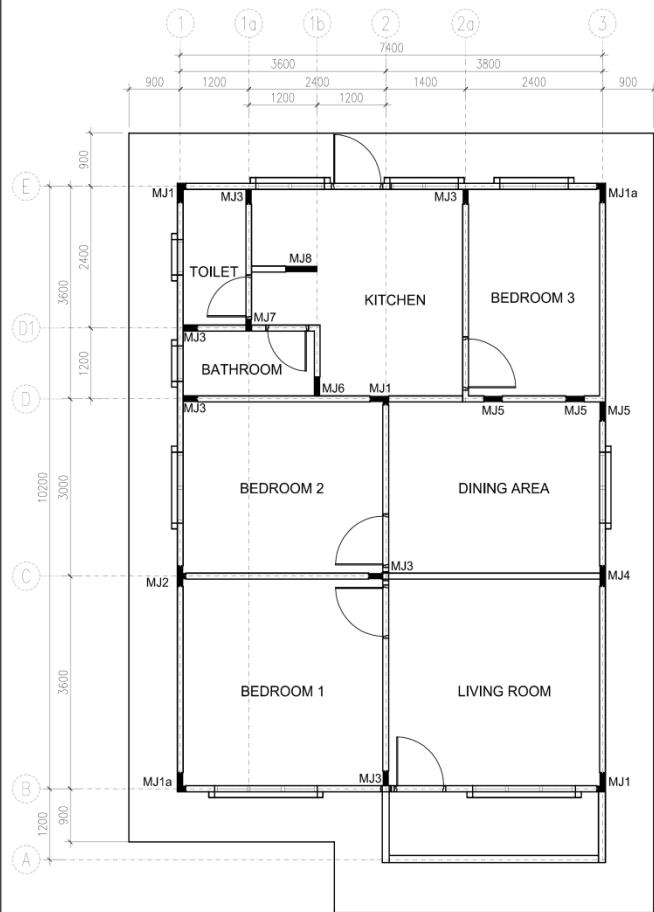 1 1a 1b 2 2a 3
7400
3600 3800
900 1200 2400 1400 2400 900
1200 1200
900
E
MJ1 MJ3 MJ3 MJ1a
2400
3600
MJ8
TOILET
KITCHEN
BEDROOM 3
D1
MJ7
MJ3
1200
BATHROOM
MJ6 MJ1
D
MJ3 MJ5 MJ5 MJ5
10200
3000
BEDROOM 2
DINING AREA
MJ3
C
MJ2 MJ4
3600
BEDROOM 1
LIVING ROOM
MJ1a MJ3 MJ1
B
1200
900
A